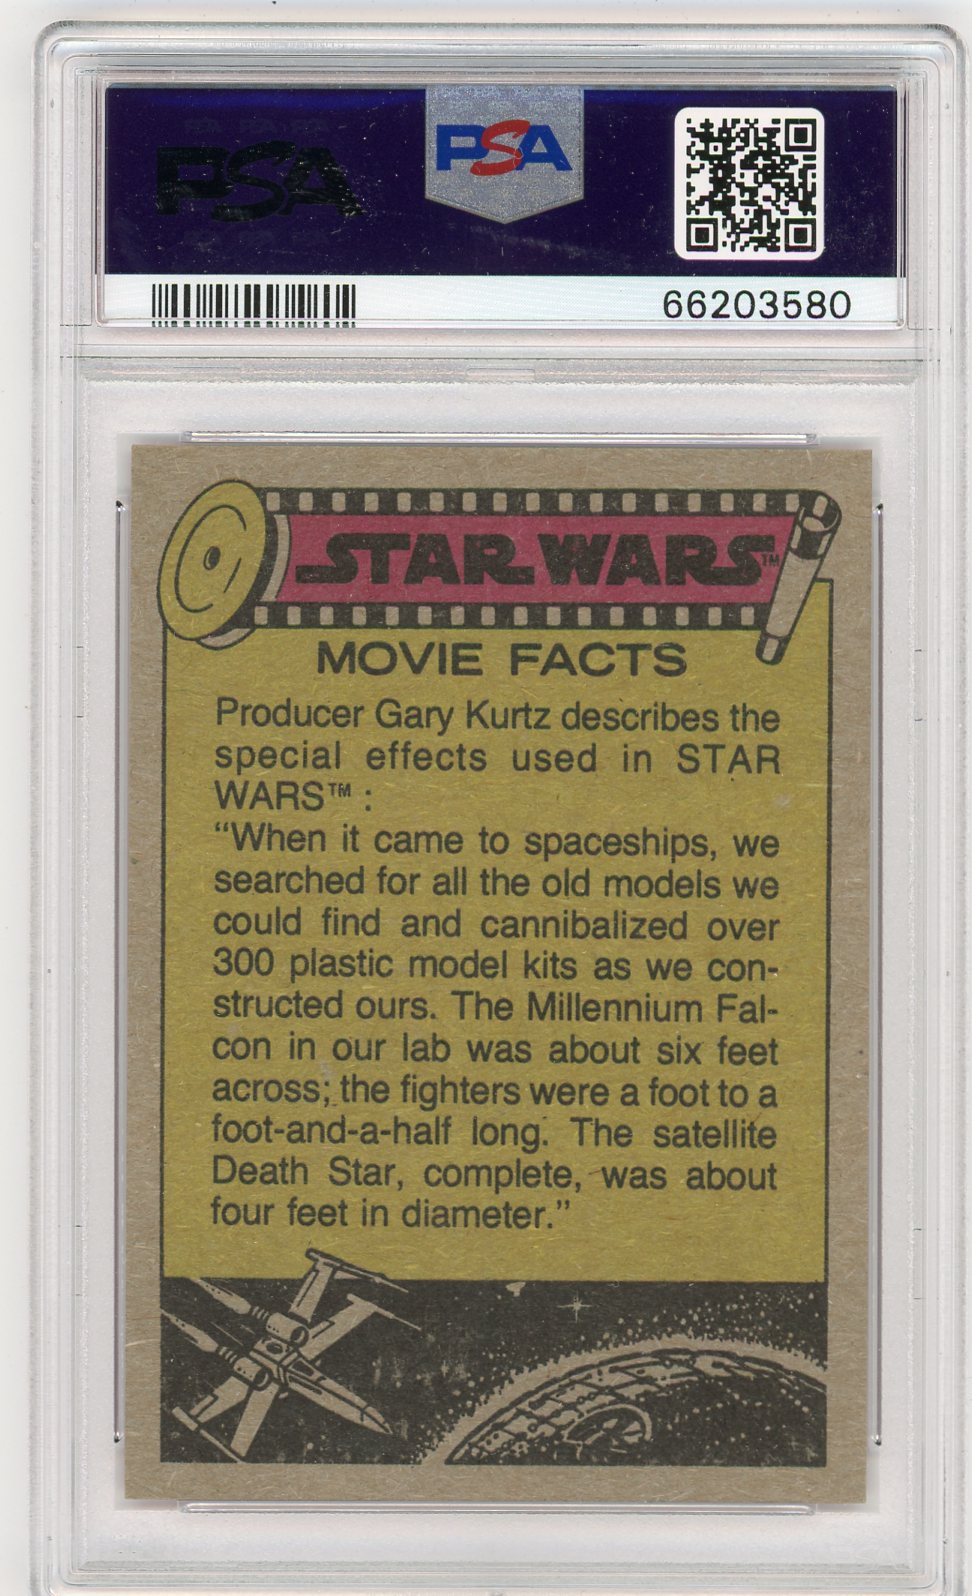 PSA
PSA
66203580
STAR WARS™
MOVIE FACTS
Producer Gary Kurtz describes the
special effects used in STAR
WARS™ :
“When it came to spaceships, we
searched for all the old models we
could find and cannibalized over
300 plastic model kits as we con-
structed ours. The Millennium Fal-
con in our lab was about six feet
across; the fighters were a foot to a
foot-and-a-half long. The satellite
Death Star, complete, was about
four feet in diameter.”